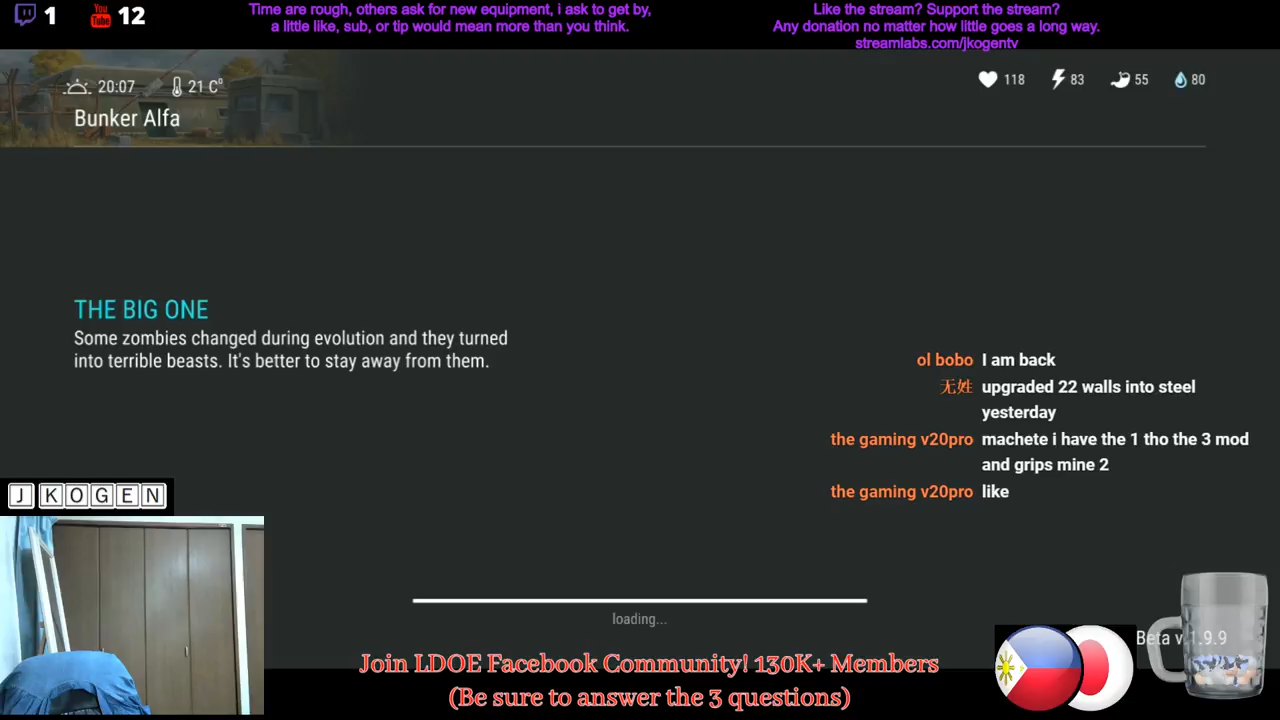 1
You Tube 12
Time are rough, others ask for new equipment, i ask to get by,
a little like, sub, or tip would mean more than you think.
Like the stream? Support the stream?
Any donation no matter how little goes a long way.
streamlabs.com/jkogentv
20:07 21 C°
118 83 55 80
Bunker Alfa
THE BIG ONE
Some zombies changed during evolution and they turned
into terrible beasts. It's better to stay away from them.
ol bobo I am back
无姓 upgraded 22 walls into steel
yesterday
the gaming v20pro machete i have the 1 tho the 3 mod
and grips mine 2
the gaming v20pro like
J KOGEN
loading...
Beta v.1.9.9
Join LDOE Facebook Community! 130K+ Members
(Be sure to answer the 3 questions)